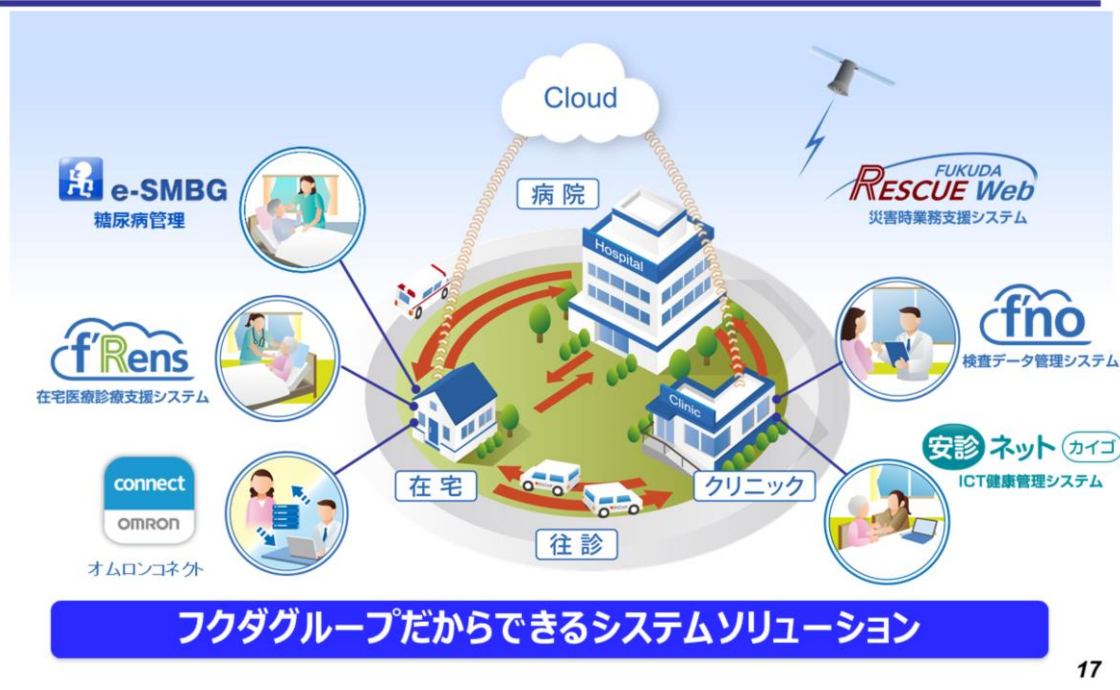 Cloud
e-SMBG
糖尿病管理
病院
FUKUDA
RESCUE Web
災害時業務支援システム
Hospital
f'Rens
在宅医療診療支援システム
f'no
検査データ管理システム
Clinic
connect
OMRON
オムロンコネクト
在宅
クリニック
往診
安診ネット カイゴ
ICT健康管理システム
フクダグループだからできるシステムソリューション
17